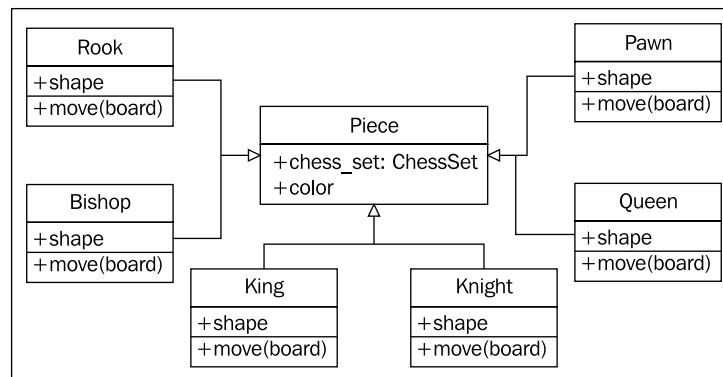 Rook
+shape
+move(board)
Pawn
+shape
+move(board)
Piece
+chess_set: ChessSet
+color
Bishop
+shape
+move(board)
Queen
+shape
+move(board)
King
+shape
+move(board)
Knight
+shape
+move(board)